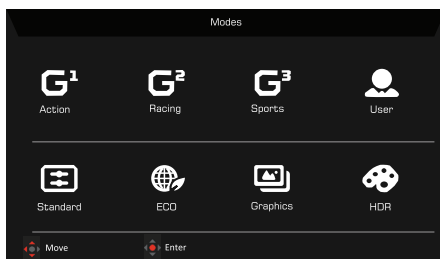 Modes
G¹ G² G³
Action Racing Sports User
Standard ECO Graphics HDR
Move Enter